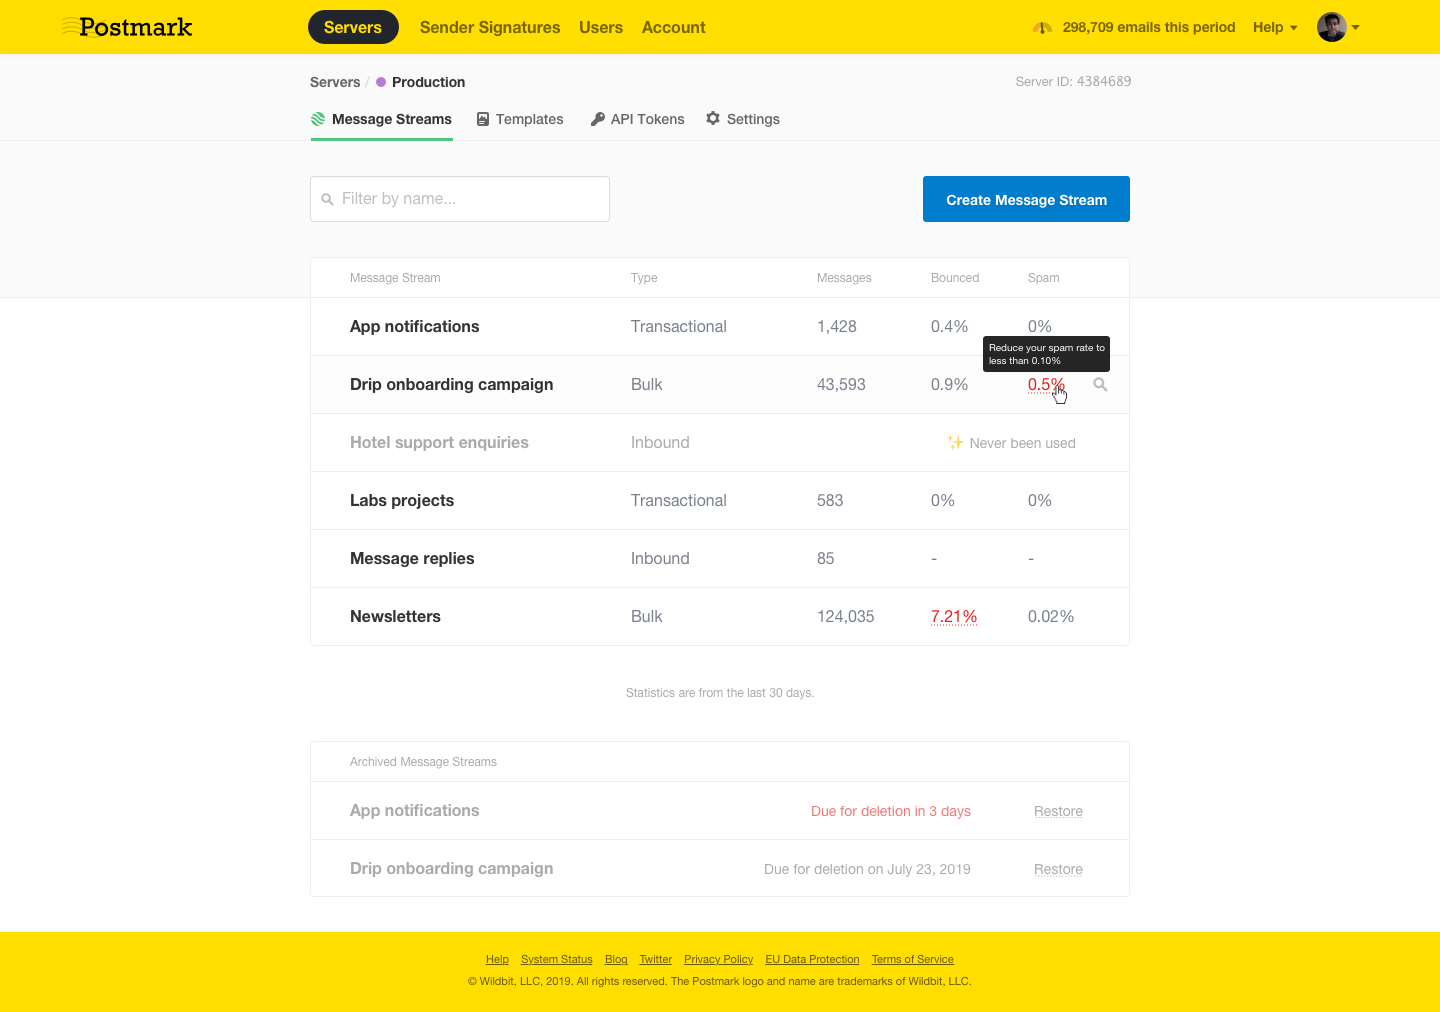 Postmark
Servers Sender Signatures Users Account 298,709 emails this period Help
Servers / Production Server ID: 4384689
Message Streams Templates API Tokens Settings
Filter by name... Create Message Stream
Message Stream Type Messages Bounced Spam
App notifications Transactional 1,428 0.4% 0%
Reduce your spam rate to
less than 0.10%
Drip onboarding campaign Bulk 43,593 0.9% 0.5%
Hotel support enquiries Inbound ✨ Never been used
Labs projects Transactional 583 0% 0%
Message replies Inbound 85 - -
Newsletters Bulk 124,035 7.21% 0.02%
Statistics are from the last 30 days.
Archived Message Streams
App notifications Due for deletion in 3 days Restore
Drip onboarding campaign Due for deletion on July 23, 2019 Restore
Help System Status Blog Twitter Privacy Policy EU Data Protection Terms of Service
© Wildbit, LLC, 2019. All rights reserved. The Postmark logo and name are trademarks of Wildbit, LLC.